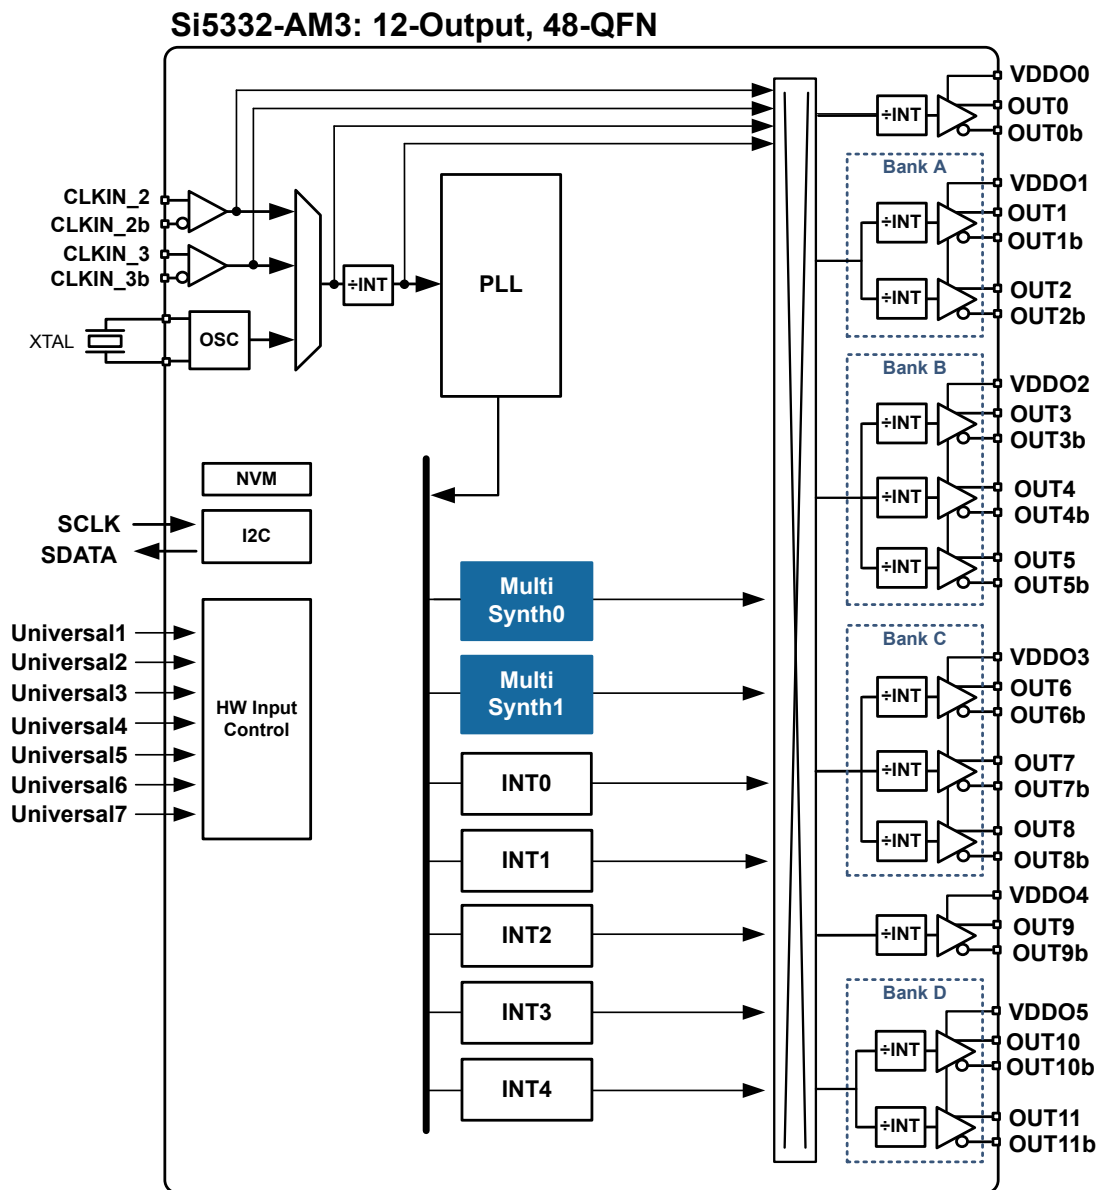 Si5332-AM3: 12-Output, 48-QFN
CLKIN_2
CLKIN_2b
CLKIN_3
CLKIN_3b
XTAL
OSC
÷INT
PLL
NVM
SCLK
SDATA
I2C
Universal1
Universal2
Universal3
Universal4
Universal5
Universal6
Universal7
HW Input
Control
Multi
Synth0
Multi
Synth1
INT0
INT1
INT2
INT3
INT4
÷INT
VDDO0
OUT0
OUT0b
Bank A
÷INT
÷INT
VDDO1
OUT1
OUT1b
OUT2
OUT2b
Bank B
÷INT
÷INT
÷INT
VDDO2
OUT3
OUT3b
OUT4
OUT4b
OUT5
OUT5b
Bank C
÷INT
÷INT
÷INT
VDDO3
OUT6
OUT6b
OUT7
OUT7b
OUT8
OUT8b
÷INT
VDDO4
OUT9
OUT9b
Bank D
÷INT
÷INT
VDDO5
OUT10
OUT10b
OUT11
OUT11b